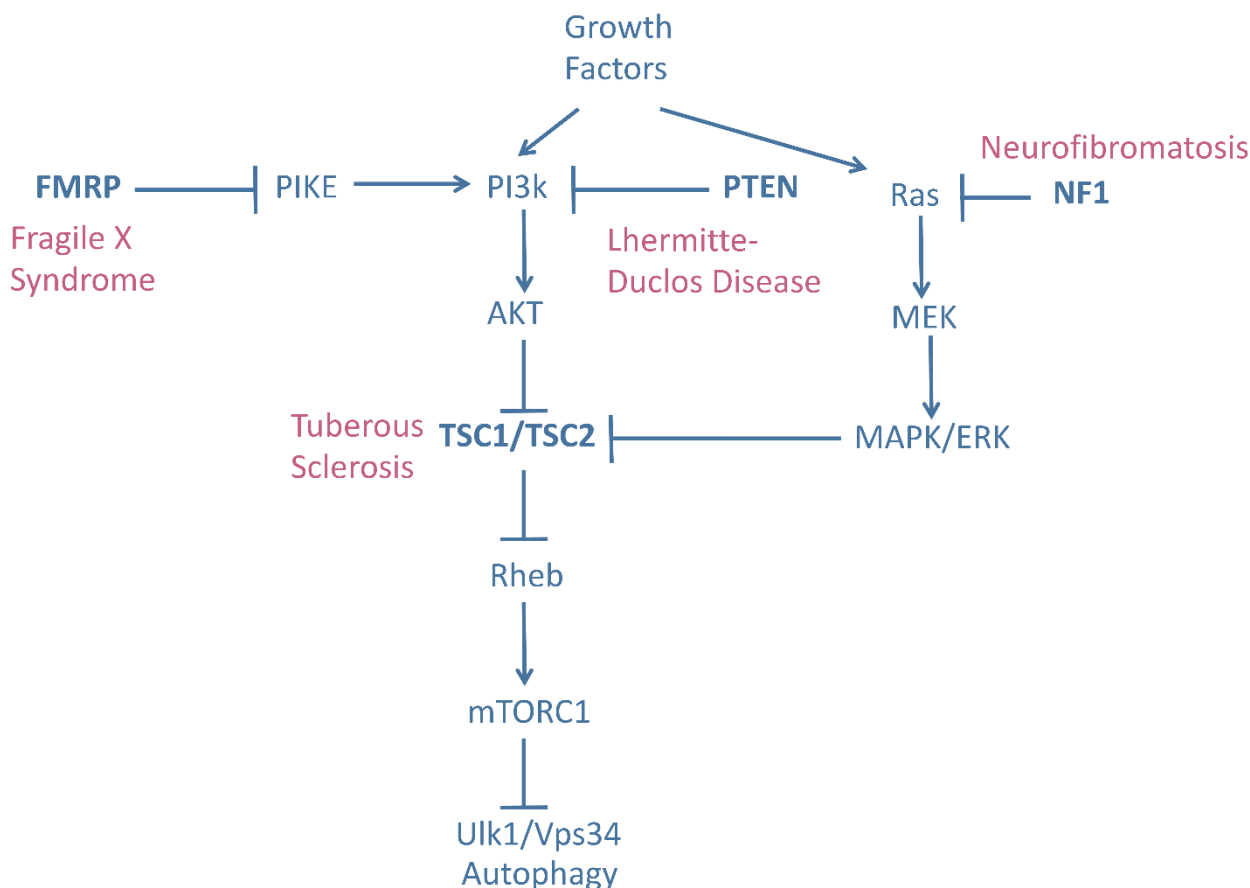 Growth
Factors
Neurofibromatosis
FMRP
PIKE
PI3k
PTEN
Ras
NF1
Fragile X
Syndrome
Lhermitte-
Duclos Disease
AKT
MEK
Tuberous
Sclerosis
TSC1/TSC2
MAPK/ERK
Rheb
mTORC1
Ulk1/Vps34
Autophagy